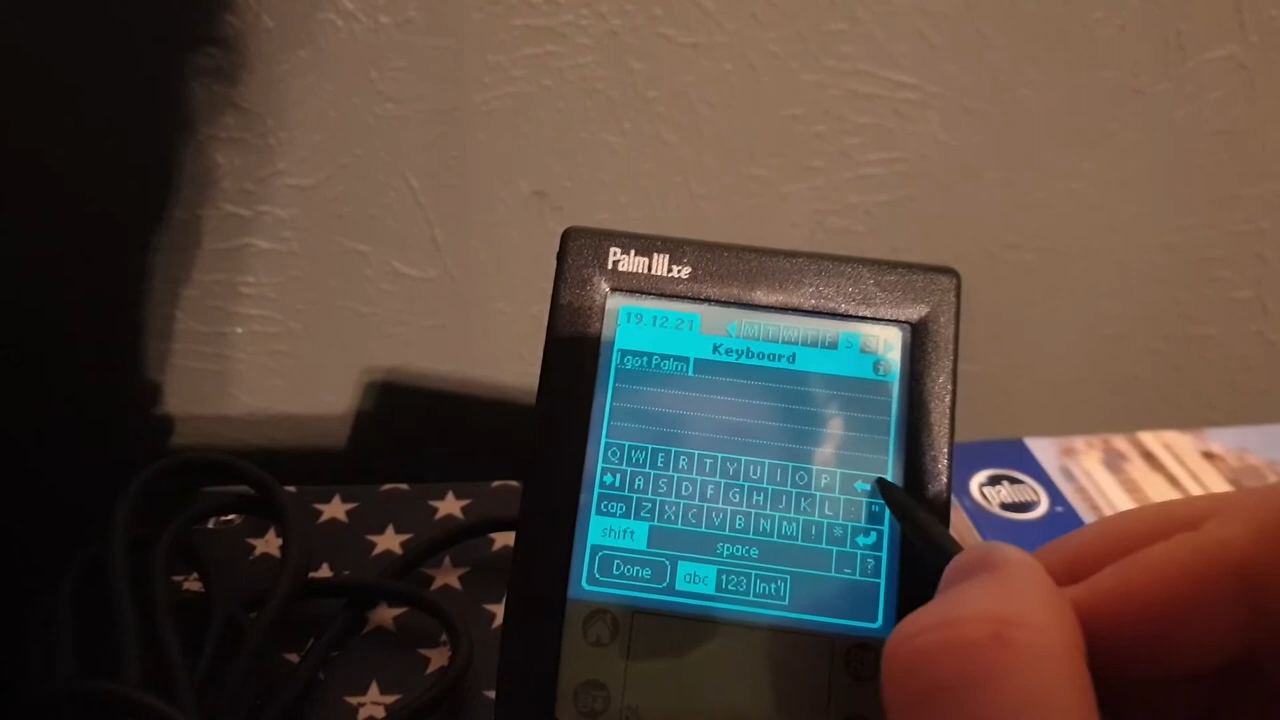 Palm IIIxe
19.12.21 M T W T F S S
Keyboard
I got Palm
Q W E R T Y U I O P
A S D F G H J K L : "
cap Z X C V B N M ! *
shift space _ ?
Done abc 123 Int'l
palm